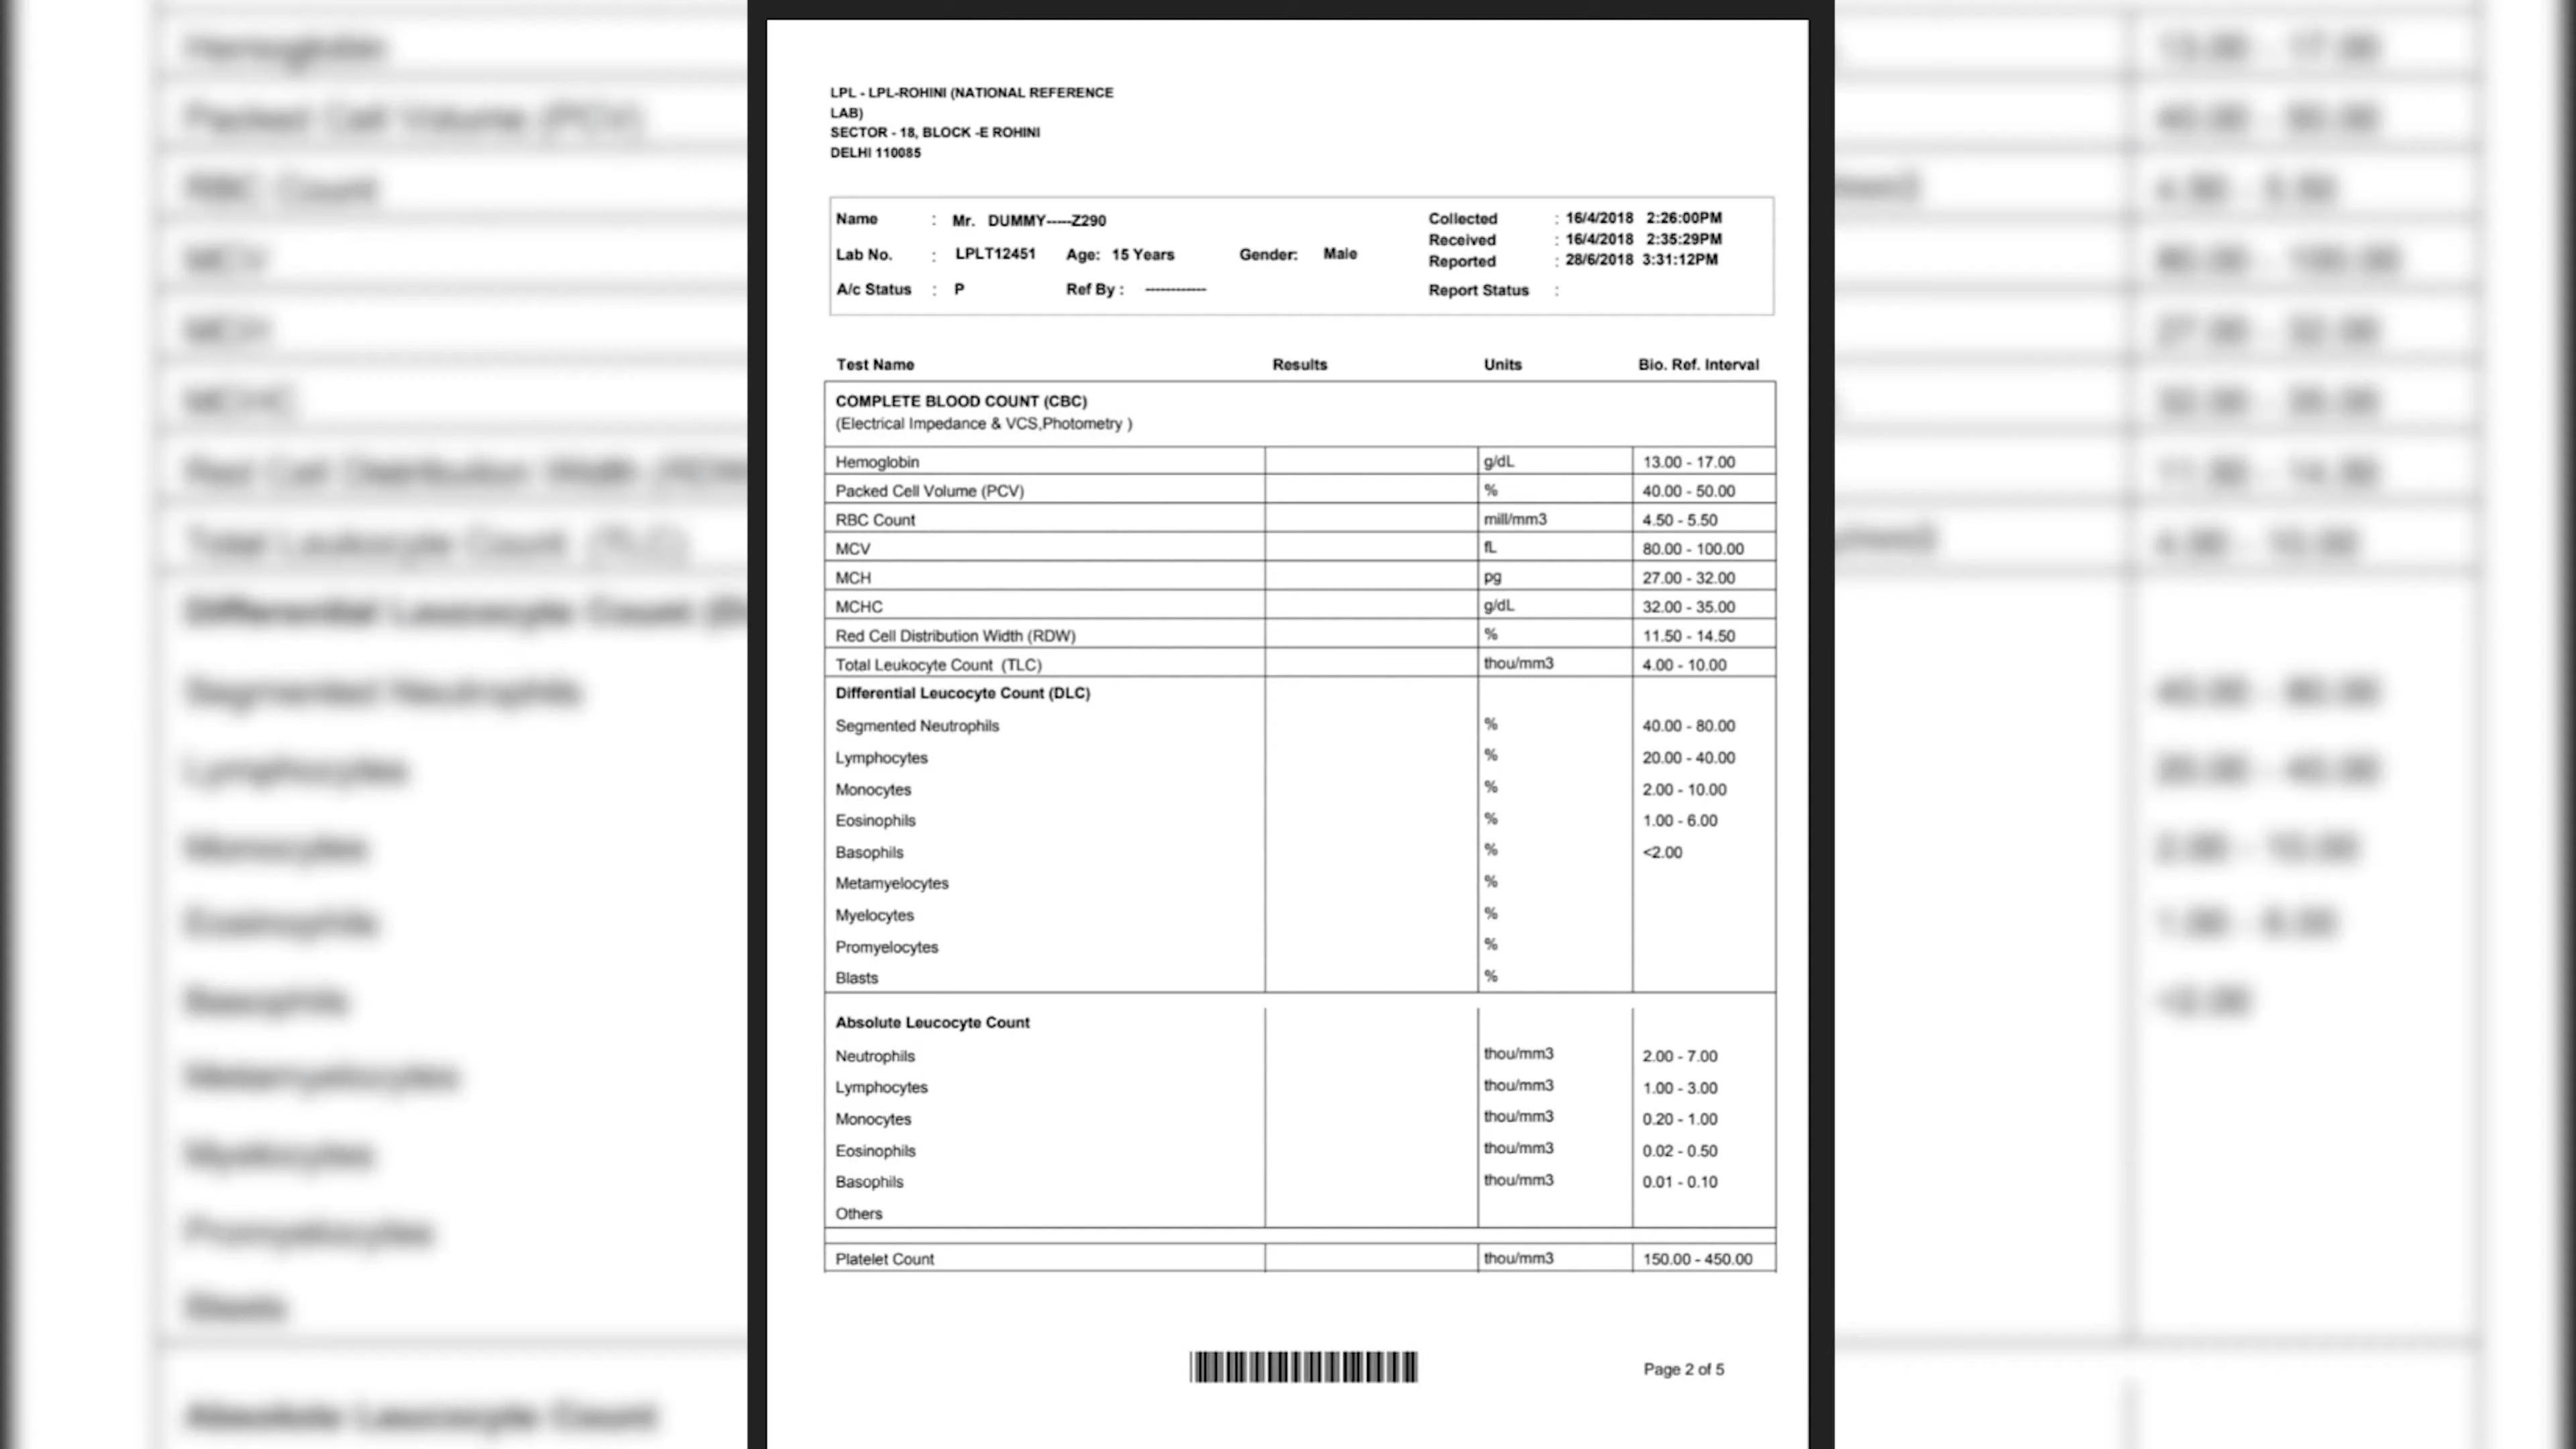 LPL - LPL-ROHINI (NATIONAL REFERENCE
LAB)
SECTOR - 18, BLOCK -E ROHINI
DELHI 110085
Name : Mr. DUMMY-----Z290 Collected : 16/4/2018 2:26:00PM
Received : 16/4/2018 2:35:29PM
Lab No. : LPLT12451 Age: 15 Years Gender: Male Reported : 28/6/2018 3:31:12PM
A/c Status : P Ref By : ------------ Report Status :
Test Name Results Units Bio. Ref. Interval
COMPLETE BLOOD COUNT (CBC)
(Electrical Impedance & VCS,Photometry )
Hemoglobin g/dL 13.00 - 17.00
Packed Cell Volume (PCV) % 40.00 - 50.00
RBC Count mill/mm3 4.50 - 5.50
MCV fL 80.00 - 100.00
MCH pg 27.00 - 32.00
MCHC g/dL 32.00 - 35.00
Red Cell Distribution Width (RDW) % 11.50 - 14.50
Total Leukocyte Count (TLC) thou/mm3 4.00 - 10.00
Differential Leucocyte Count (DLC)
Segmented Neutrophils % 40.00 - 80.00
Lymphocytes % 20.00 - 40.00
Monocytes % 2.00 - 10.00
Eosinophils % 1.00 - 6.00
Basophils % <2.00
Metamyelocytes %
Myelocytes %
Promyelocytes %
Blasts %
Absolute Leucocyte Count
Neutrophils thou/mm3 2.00 - 7.00
Lymphocytes thou/mm3 1.00 - 3.00
Monocytes thou/mm3 0.20 - 1.00
Eosinophils thou/mm3 0.02 - 0.50
Basophils thou/mm3 0.01 - 0.10
Others
Platelet Count thou/mm3 150.00 - 450.00
Page 2 of 5